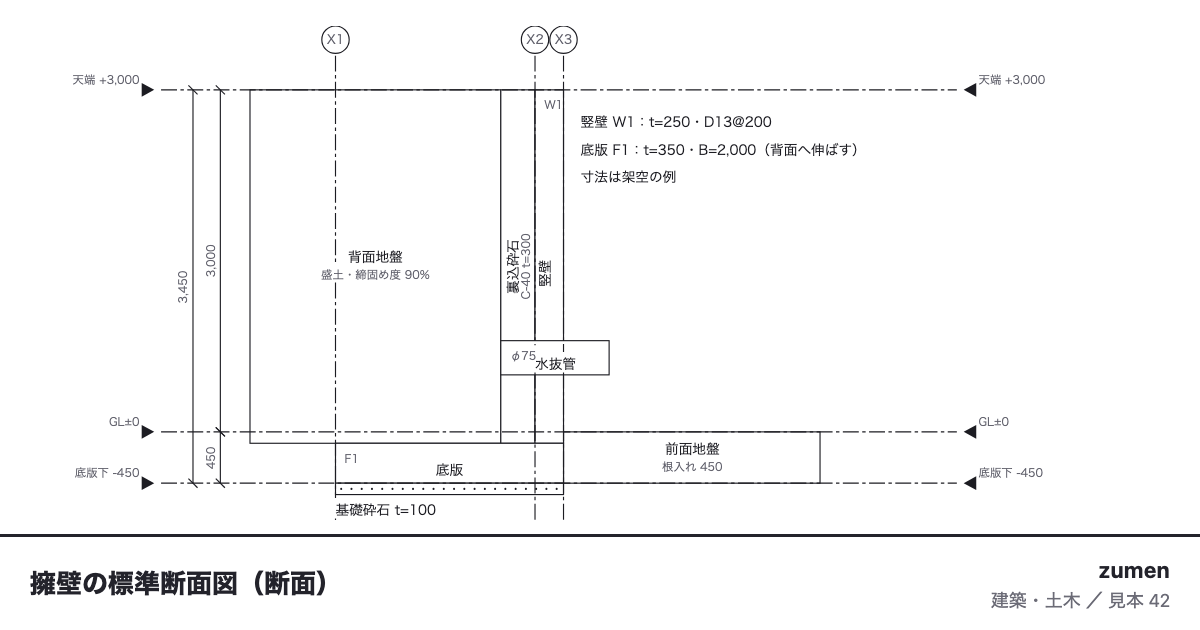 X1
X2
X3
天端 +3,000
天端 +3,000
W1
竪壁 W1：t=250・D13@200
底版 F1：t=350・B=2,000（背面へ伸ばす）
寸法は架空の例
背面地盤
盛土・締固め度 90%
裏込砕石
C-40 t=300
竪壁
3,450
3,000
φ75
水抜管
GL±0
GL±0
450
F1
底版
前面地盤
根入れ 450
底版下 -450
底版下 -450
基礎砕石 t=100
擁壁の標準断面図（断面）
zumen
建築・土木 ／ 見本 42